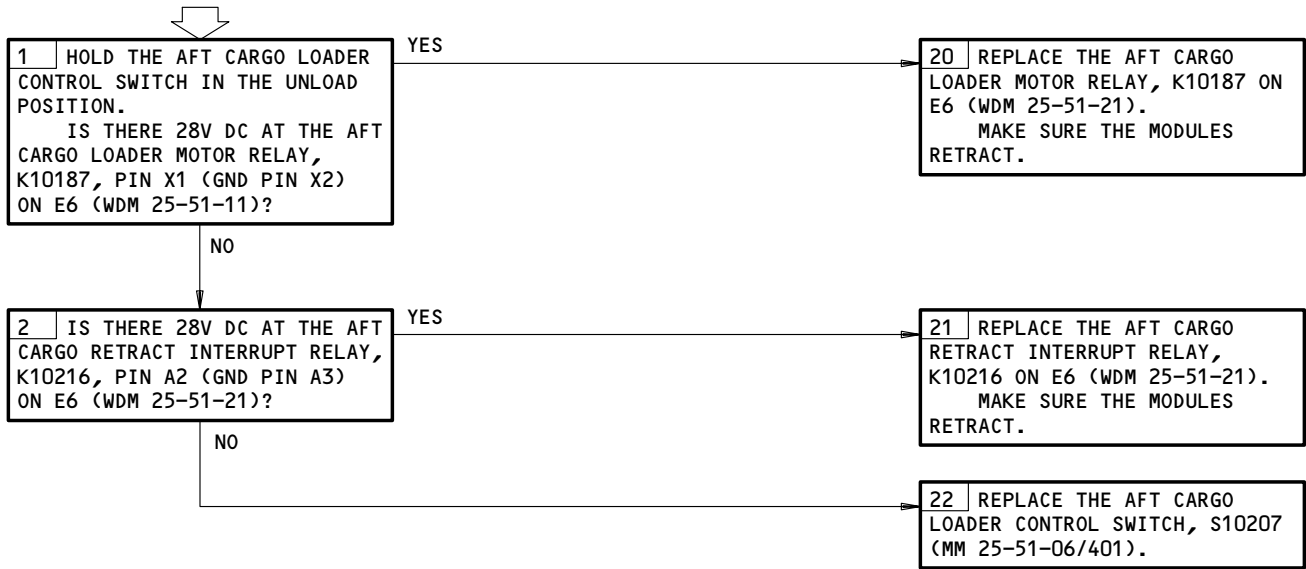 1 HOLD THE AFT CARGO LOADER
CONTROL SWITCH IN THE UNLOAD
POSITION.
IS THERE 28V DC AT THE AFT
CARGO LOADER MOTOR RELAY,
K10187, PIN X1 (GND PIN X2)
ON E6 (WDM 25-51-11)?
YES
20 REPLACE THE AFT CARGO
LOADER MOTOR RELAY, K10187 ON
E6 (WDM 25-51-21).
MAKE SURE THE MODULES
RETRACT.
NO
2 IS THERE 28V DC AT THE AFT
CARGO RETRACT INTERRUPT RELAY,
K10216, PIN A2 (GND PIN A3)
ON E6 (WDM 25-51-21)?
YES
21 REPLACE THE AFT CARGO
RETRACT INTERRUPT RELAY,
K10216 ON E6 (WDM 25-51-21).
MAKE SURE THE MODULES
RETRACT.
NO
22 REPLACE THE AFT CARGO
LOADER CONTROL SWITCH, S10207
(MM 25-51-06/401).